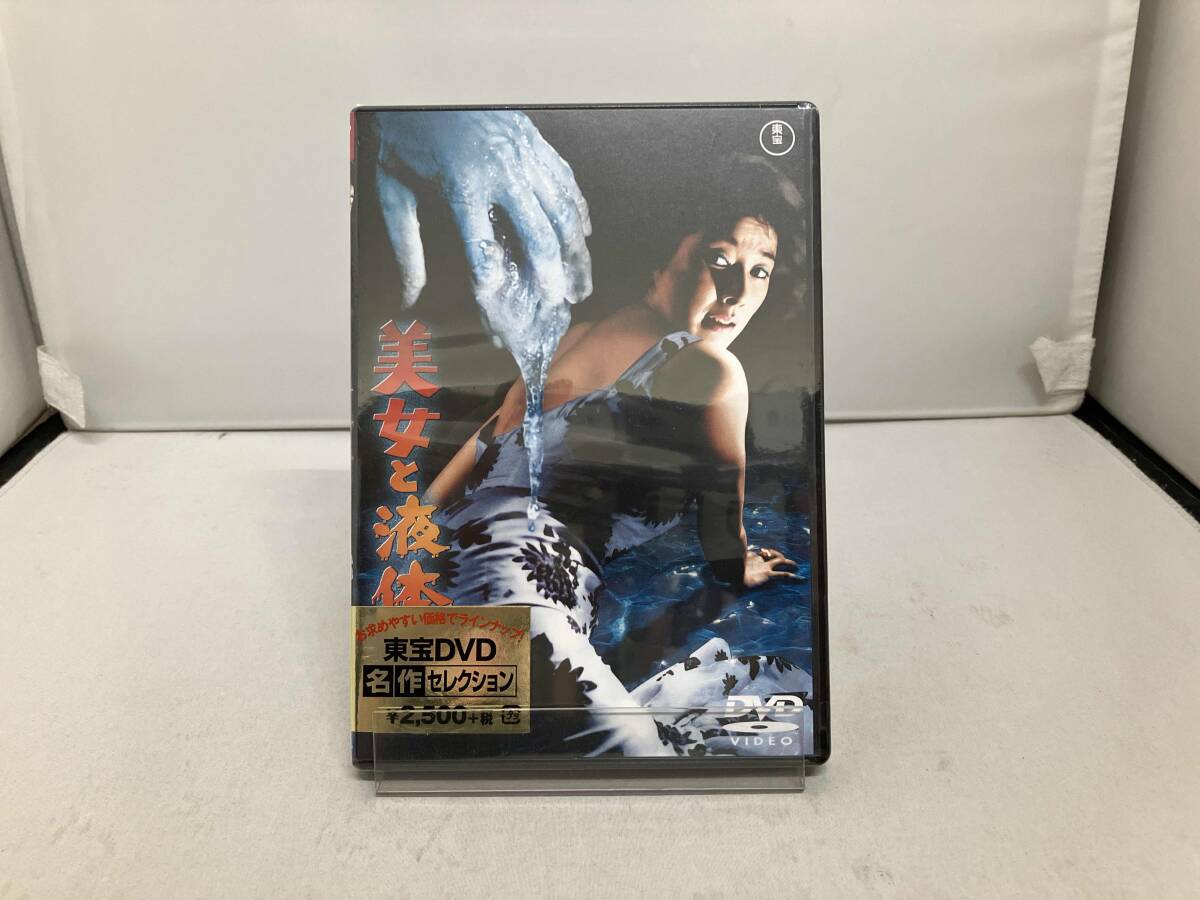 東宝
美女と液体
お求めやすい価格でラインナップ!
東宝DVD
名作セレクション
¥2,500+税
DVD
VIDEO